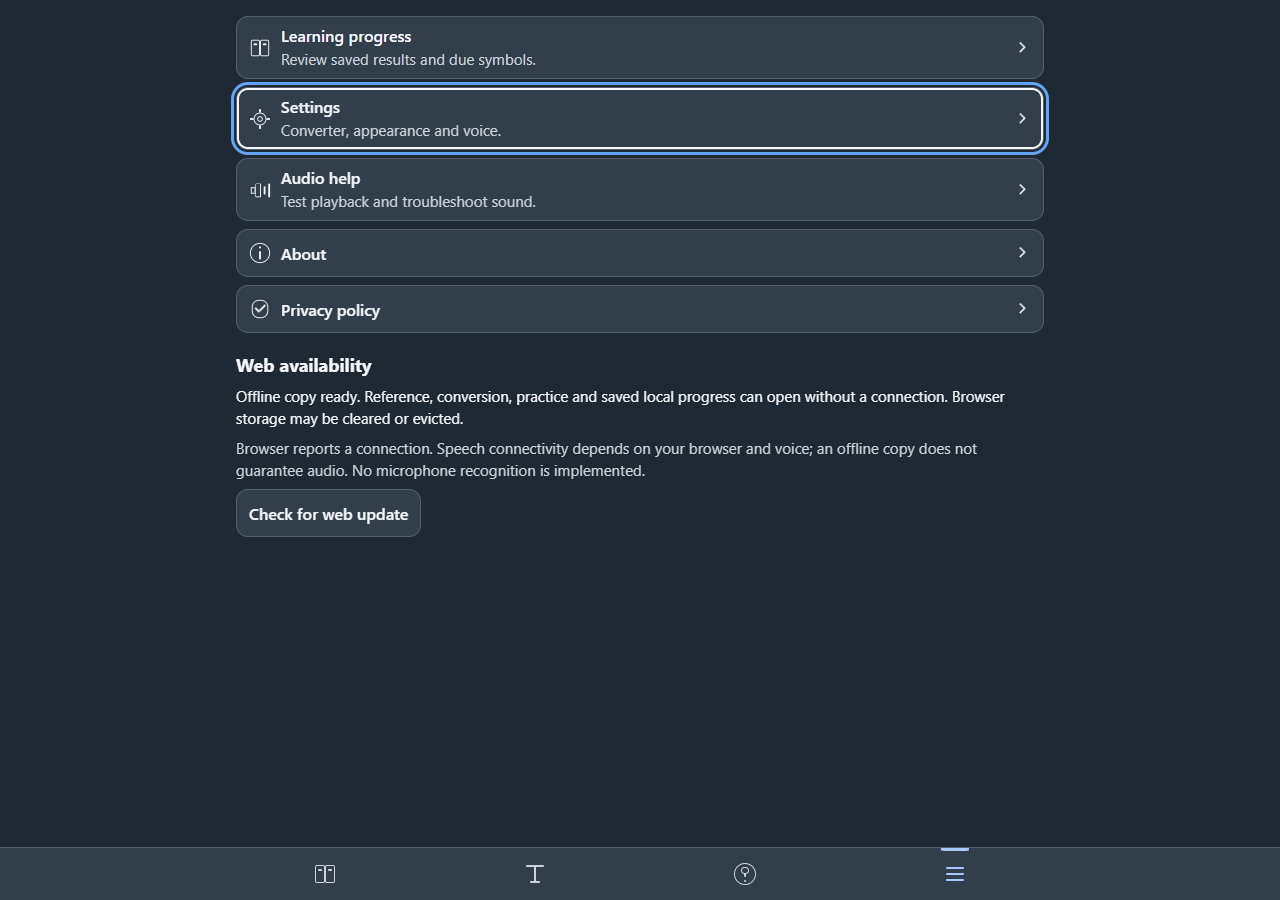 Learning progress
Review saved results and due symbols.
Settings
Converter, appearance and voice.
Audio help
Test playback and troubleshoot sound.
About
Privacy policy
Web availability
Offline copy ready. Reference, conversion, practice and saved local progress can open without a connection. Browser
storage may be cleared or evicted.
Browser reports a connection. Speech connectivity depends on your browser and voice; an offline copy does not
guarantee audio. No microphone recognition is implemented.
Check for web update